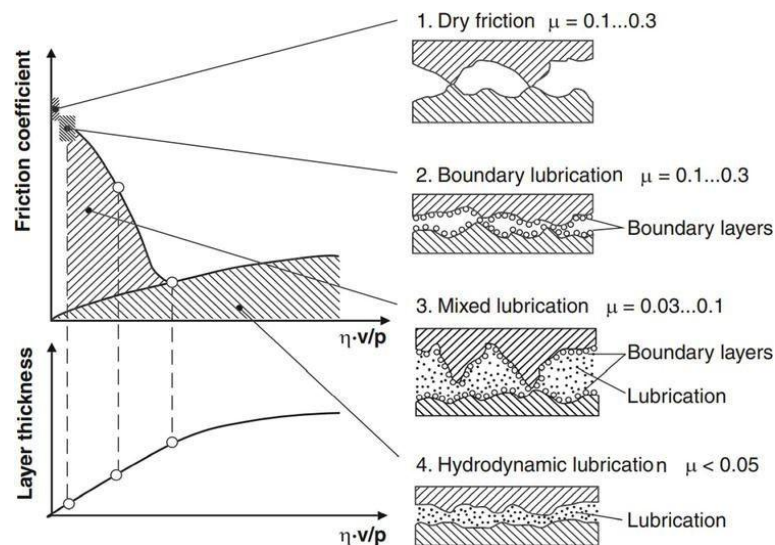 Friction coefficient
η·v/p
Layer thickness
η·v/p
1. Dry friction μ = 0.1...0.3
2. Boundary lubrication μ = 0.1...0.3
Boundary layers
3. Mixed lubrication μ = 0.03...0.1
Boundary layers
Lubrication
4. Hydrodynamic lubrication μ < 0.05
Lubrication